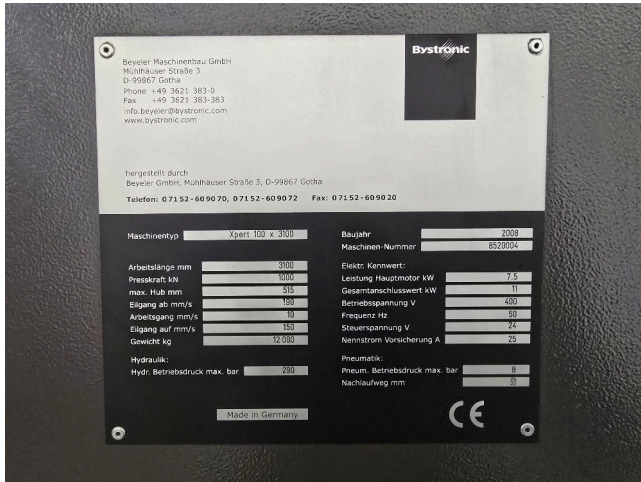 Bystronic
Beyeler Maschinenbau GmbH
Mühlhäuser Straße 3
D-99867 Gotha
Phone +49 3621 383-0
Fax +49 3621 383-383
info.beyeler@bystronic.com
www.bystronic.com
hergestellt durch
Beyeler GmbH, Mühlhäuser Straße 3, D-99867 Gotha
Telefon: 07152-609070, 07152-609072 Fax: 07152-609020
Maschinentyp Xpert 100 x 3100
Arbeitslänge mm 3100
Presskraft kN 1000
max. Hub mm 515
Eilgang ab mm/s 190
Arbeitsgang mm/s 10
Eilgang auf mm/s 150
Gewicht kg 12 000
Hydraulik:
Hydr. Betriebsdruck max. bar 290
Made in Germany
Baujahr 2008
Maschinen-Nummer 8520004
Elektr. Kennwert:
Leistung Hauptmotor kW 7.5
Gesamtanschlusswert kW 11
Betriebsspannung V 400
Frequenz Hz 50
Steuerspannung V 24
Nennstrom Vorsicherung A 25
Pneumatik:
Pneum. Betriebsdruck max. bar 8
Nachlaufweg mm
CE